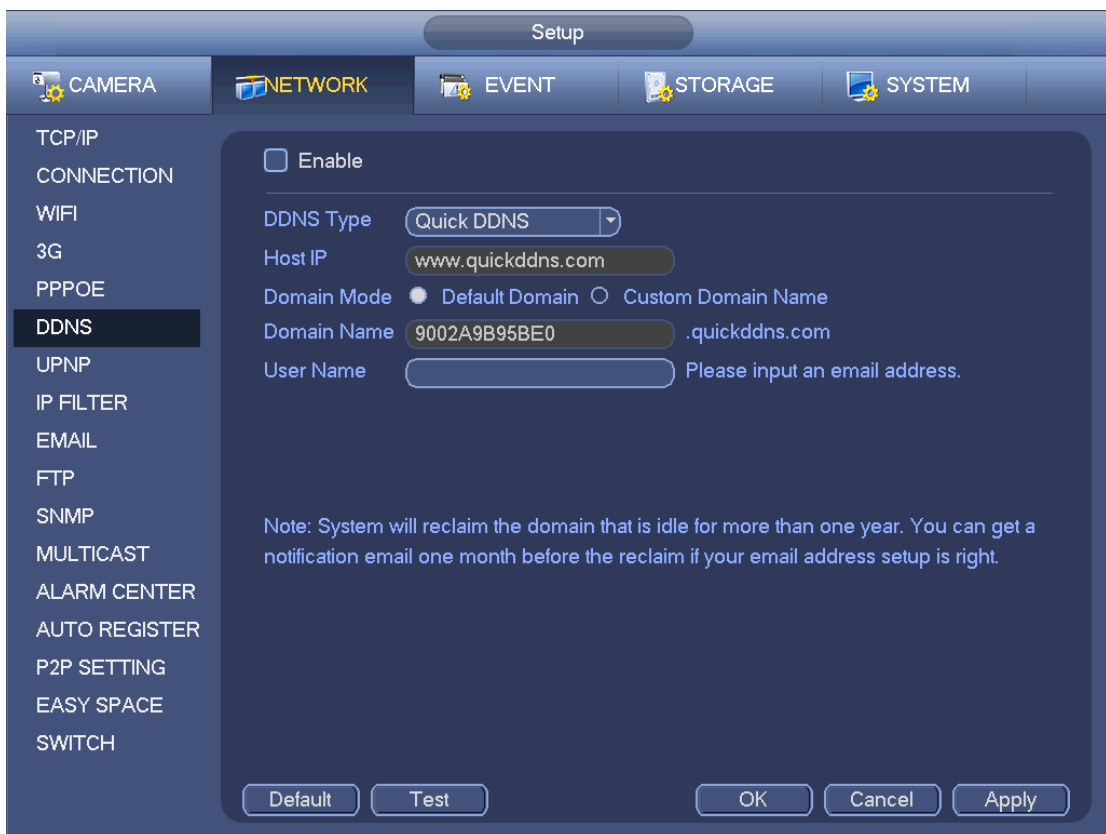 Setup
CAMERA NETWORK EVENT STORAGE SYSTEM
TCP/IP
CONNECTION
WIFI
3G
PPPOE
DDNS
UPNP
IP FILTER
EMAIL
FTP
SNMP
MULTICAST
ALARM CENTER
AUTO REGISTER
P2P SETTING
EASY SPACE
SWITCH
Enable
DDNS Type Quick DDNS
Host IP www.quickddns.com
Domain Mode Default Domain Custom Domain Name
Domain Name 9002A9B95BE0 .quickddns.com
User Name Please input an email address.
Note: System will reclaim the domain that is idle for more than one year. You can get a
notification email one month before the reclaim if your email address setup is right.
Default Test OK Cancel Apply